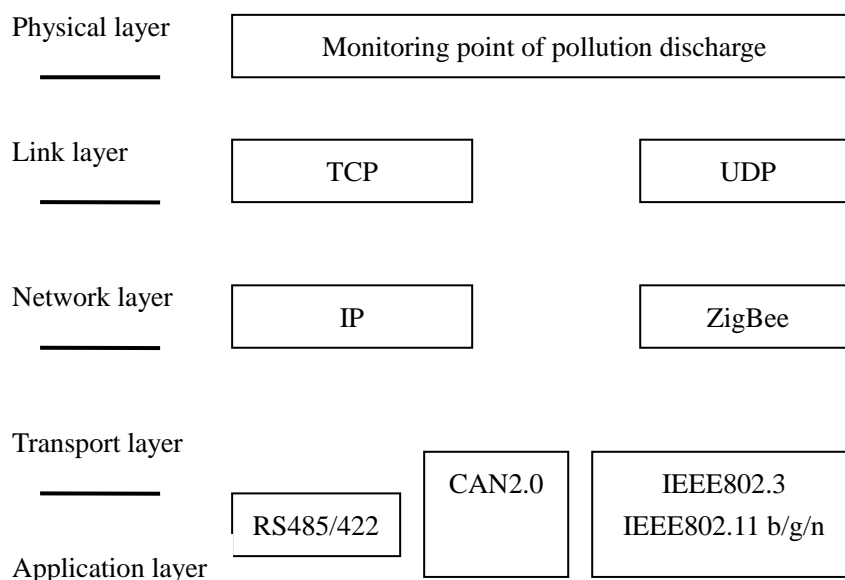 Physical layer
Monitoring point of pollution discharge
Link layer
TCP
UDP
Network layer
IP
ZigBee
Transport layer
CAN2.0
IEEE802.3
RS485/422
IEEE802.11 b/g/n
Application layer